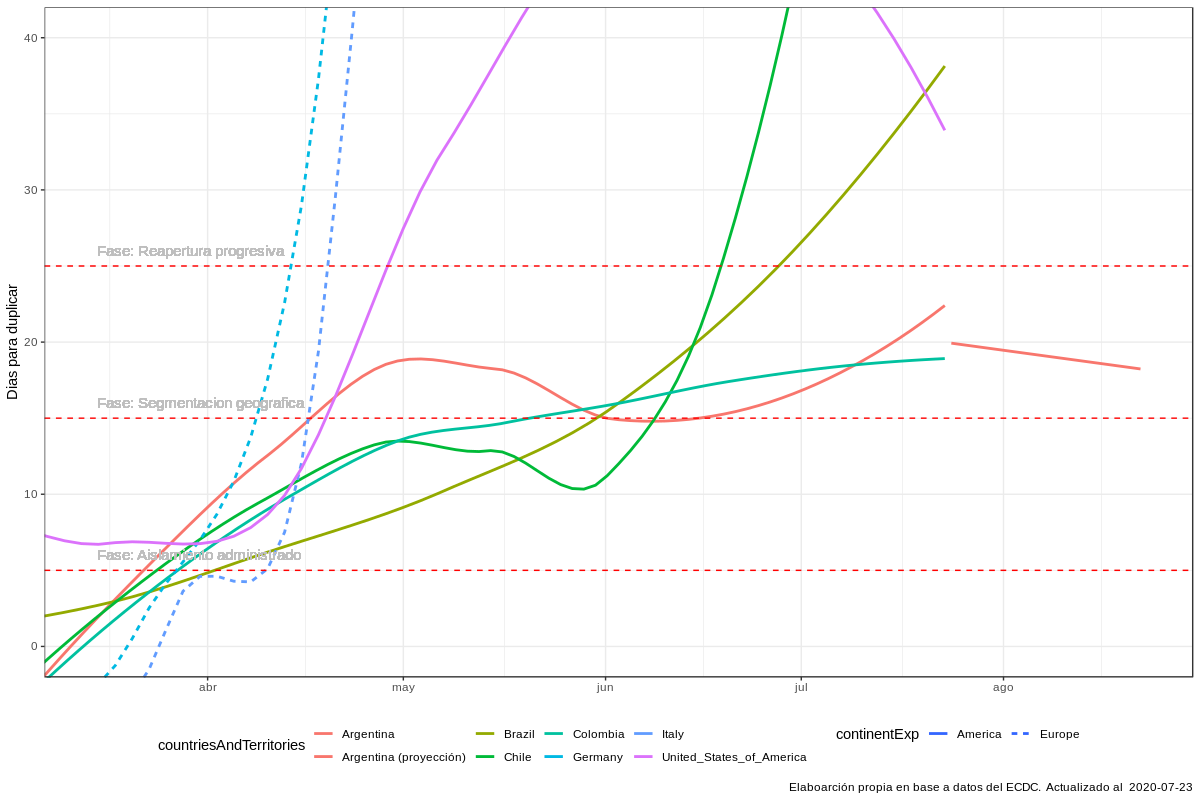 40
30
20
10
0
Días para duplicar
Fase: Reapertura progresiva
Fase: Segmentacion geografica
Fase: Aislamiento administrado
abr may jun jul ago
countriesAndTerritories
Argentina Brazil Colombia Italy
Argentina (proyección) Chile Germany United_States_of_America
continentExp America Europe
Elaboarción propia en base a datos del ECDC. Actualizado al 2020-07-23